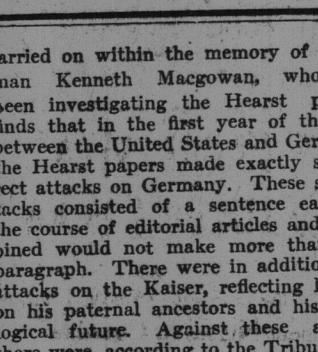 arried on within the memory of
man Kenneth Macgowan, who
been investigating the Hearst p
finds that in the first year of th
between the United States and Ger
the Hearst papers made exactly s
rect attacks on Germany. These s
tacks consisted of a sentence ea
the course of editorial articles and
joined would not make more tha
paragraph. There were in additio
attacks on the Kaiser, reflecting
on his paternal ancestors and his
logical future. Against these a
there were, according to the Tribu